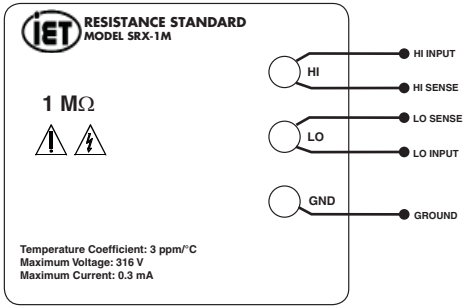 iET
RESISTANCE STANDARD
MODEL SRX-1M
1 MΩ
HI
LO
GND
HI INPUT
HI SENSE
LO SENSE
LO INPUT
GROUND
Temperature Coefficient: 3 ppm/°C
Maximum Voltage: 316 V
Maximum Current: 0.3 mA